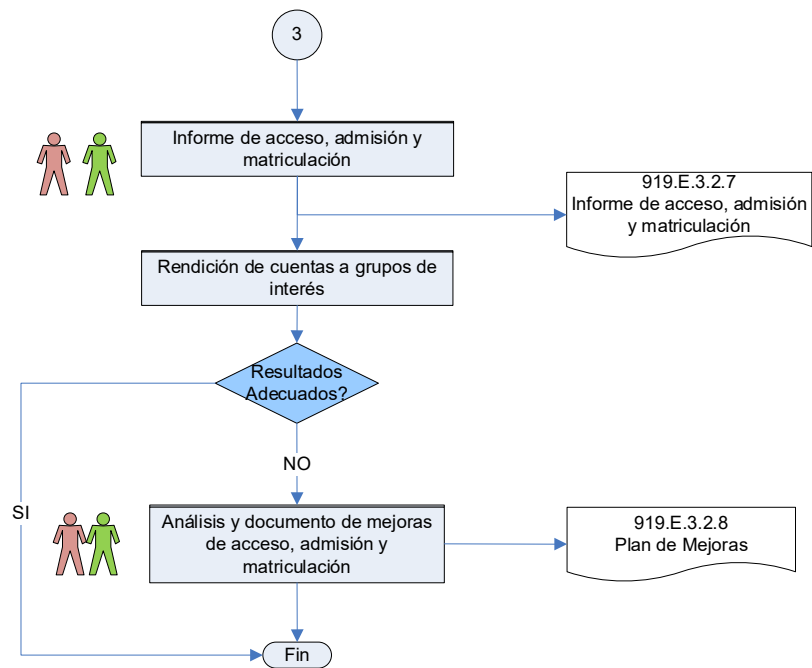 3
Informe de acceso, admisión y
matriculación
919.E.3.2.7
Informe de acceso, admisión
y matriculación
Rendición de cuentas a grupos de
interés
Resultados
Adecuados?
NO
SI
Análisis y documento de mejoras
de acceso, admisión y
matriculación
919.E.3.2.8
Plan de Mejoras
Fin